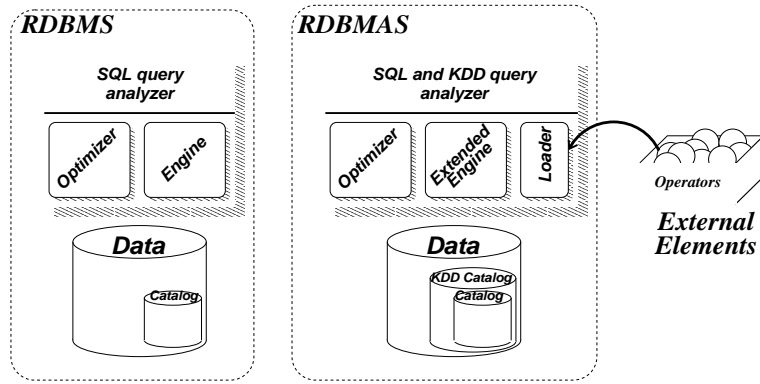 RDBMS
SQL query
analyzer
Optimizer
Engine
Data
Catalog
RDBMAS
SQL and KDD query
analyzer
Optimizer
Extended
Engine
Loader
Data
KDD Catalog
Catalog
Operators
External
Elements